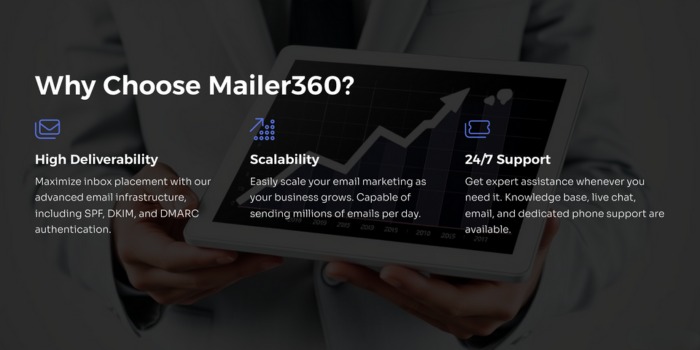 Why Choose Mailer360?
High Deliverability
Maximize inbox placement with our
advanced email infrastructure,
including SPF, DKIM, and DMARC
authentication.
Scalability
Easily scale your email marketing as
your business grows. Capable of
sending millions of emails per day.
24/7 Support
Get expert assistance whenever you
need it. Knowledge base, live chat,
email, and dedicated phone support are
available.